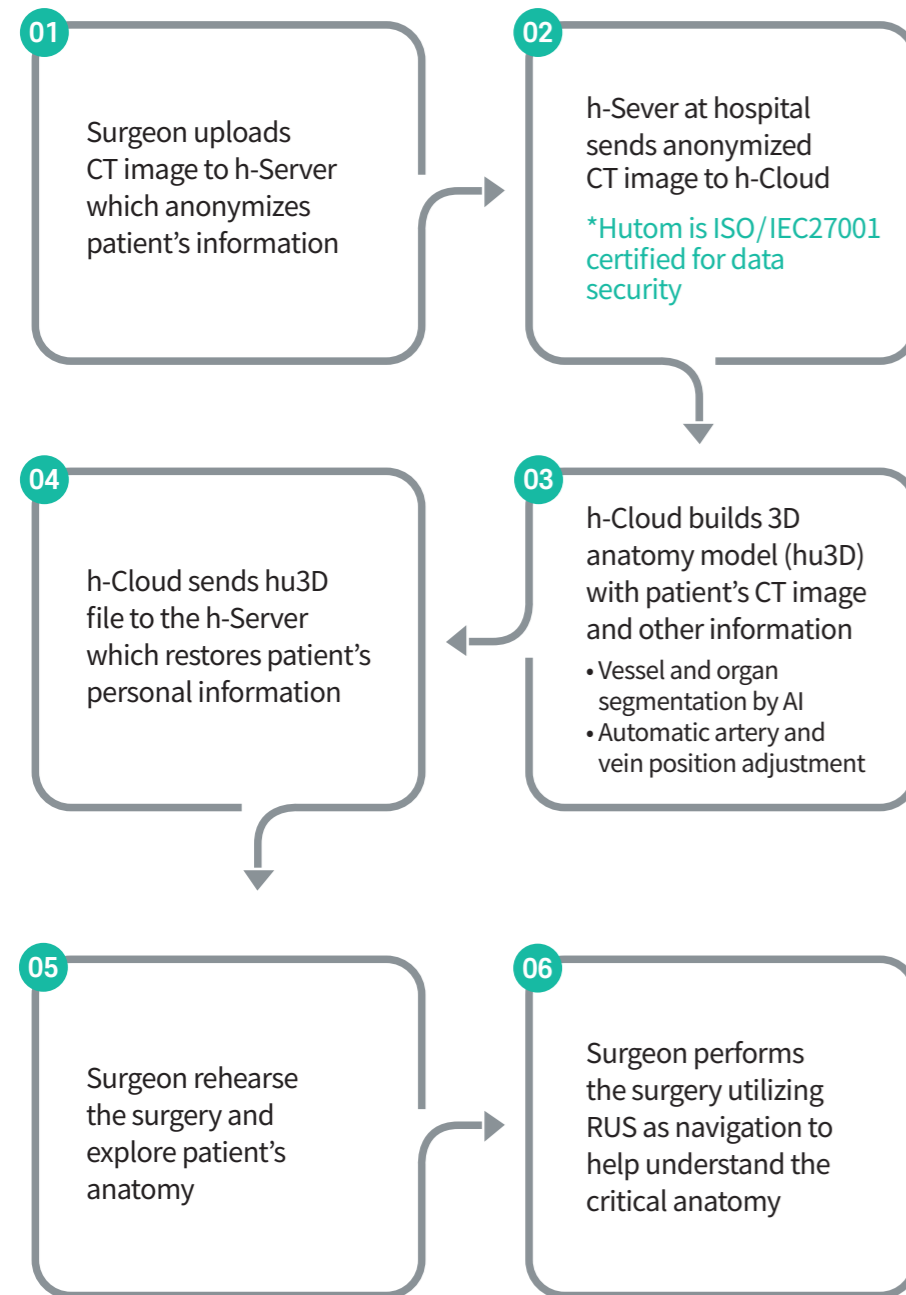 01
Surgeon uploads
CT image to h-Server
which anonymizes
patient's information
02
h-Sever at hospital
sends anonymized
CT image to h-Cloud
*Hutom is ISO/IEC27001
certified for data
security
03
h-Cloud builds 3D
anatomy model (hu3D)
with patient's CT image
and other information
• Vessel and organ
segmentation by AI
• Automatic artery and
vein position adjustment
04
h-Cloud sends hu3D
file to the h-Server
which restores patient's
personal information
05
Surgeon rehearse
the surgery and
explore patient's
anatomy
06
Surgeon performs
the surgery utilizing
RUS as navigation to
help understand the
critical anatomy